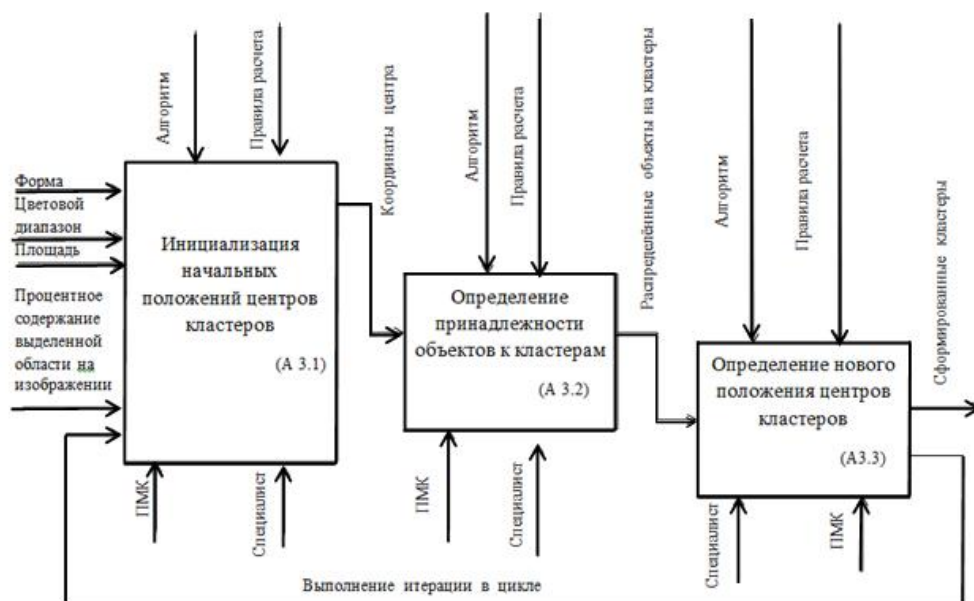 Алгоритм
Правила расчета
Координаты центра
Алгоритм
Правила расчета
Распределённые объекты на кластеры
Алгоритм
Правила расчета
Сформированные кластеры
Форма
Цветовой
диапазон
Площадь
Процентное
содержание
выделенной
области на
изображении
Инициализация
начальных
положений центров
кластеров
(А 3.1)
Определение
принадлежности
объектов к кластерам
(А 3.2)
Определение нового
положения центров
кластеров
(А3.3)
ПМК
Специалист
ПМК
Специалист
Специалист
ПМК
Выполнение итерации в цикле